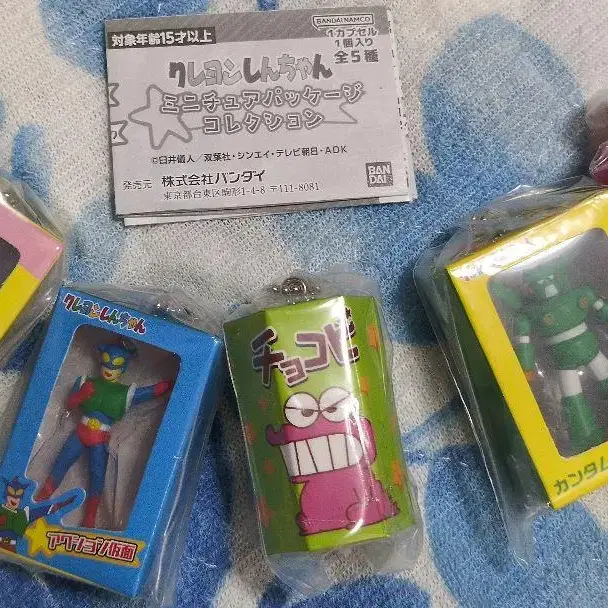 対象年齢15才以上
BANDAI NAMCO
1カプセル
1個入り
全5種
クレヨンしんちゃん
ミニチュアパッケージ
コレクション
©臼井儀人/双葉社・シンエイ・テレビ朝日・ADK
発売元 株式会社バンダイ
東京都台東区駒形1-4-8 〒111-8081
BAN
DAI
クレヨンしんちゃん
アクション仮面
チョコビ
カンタム